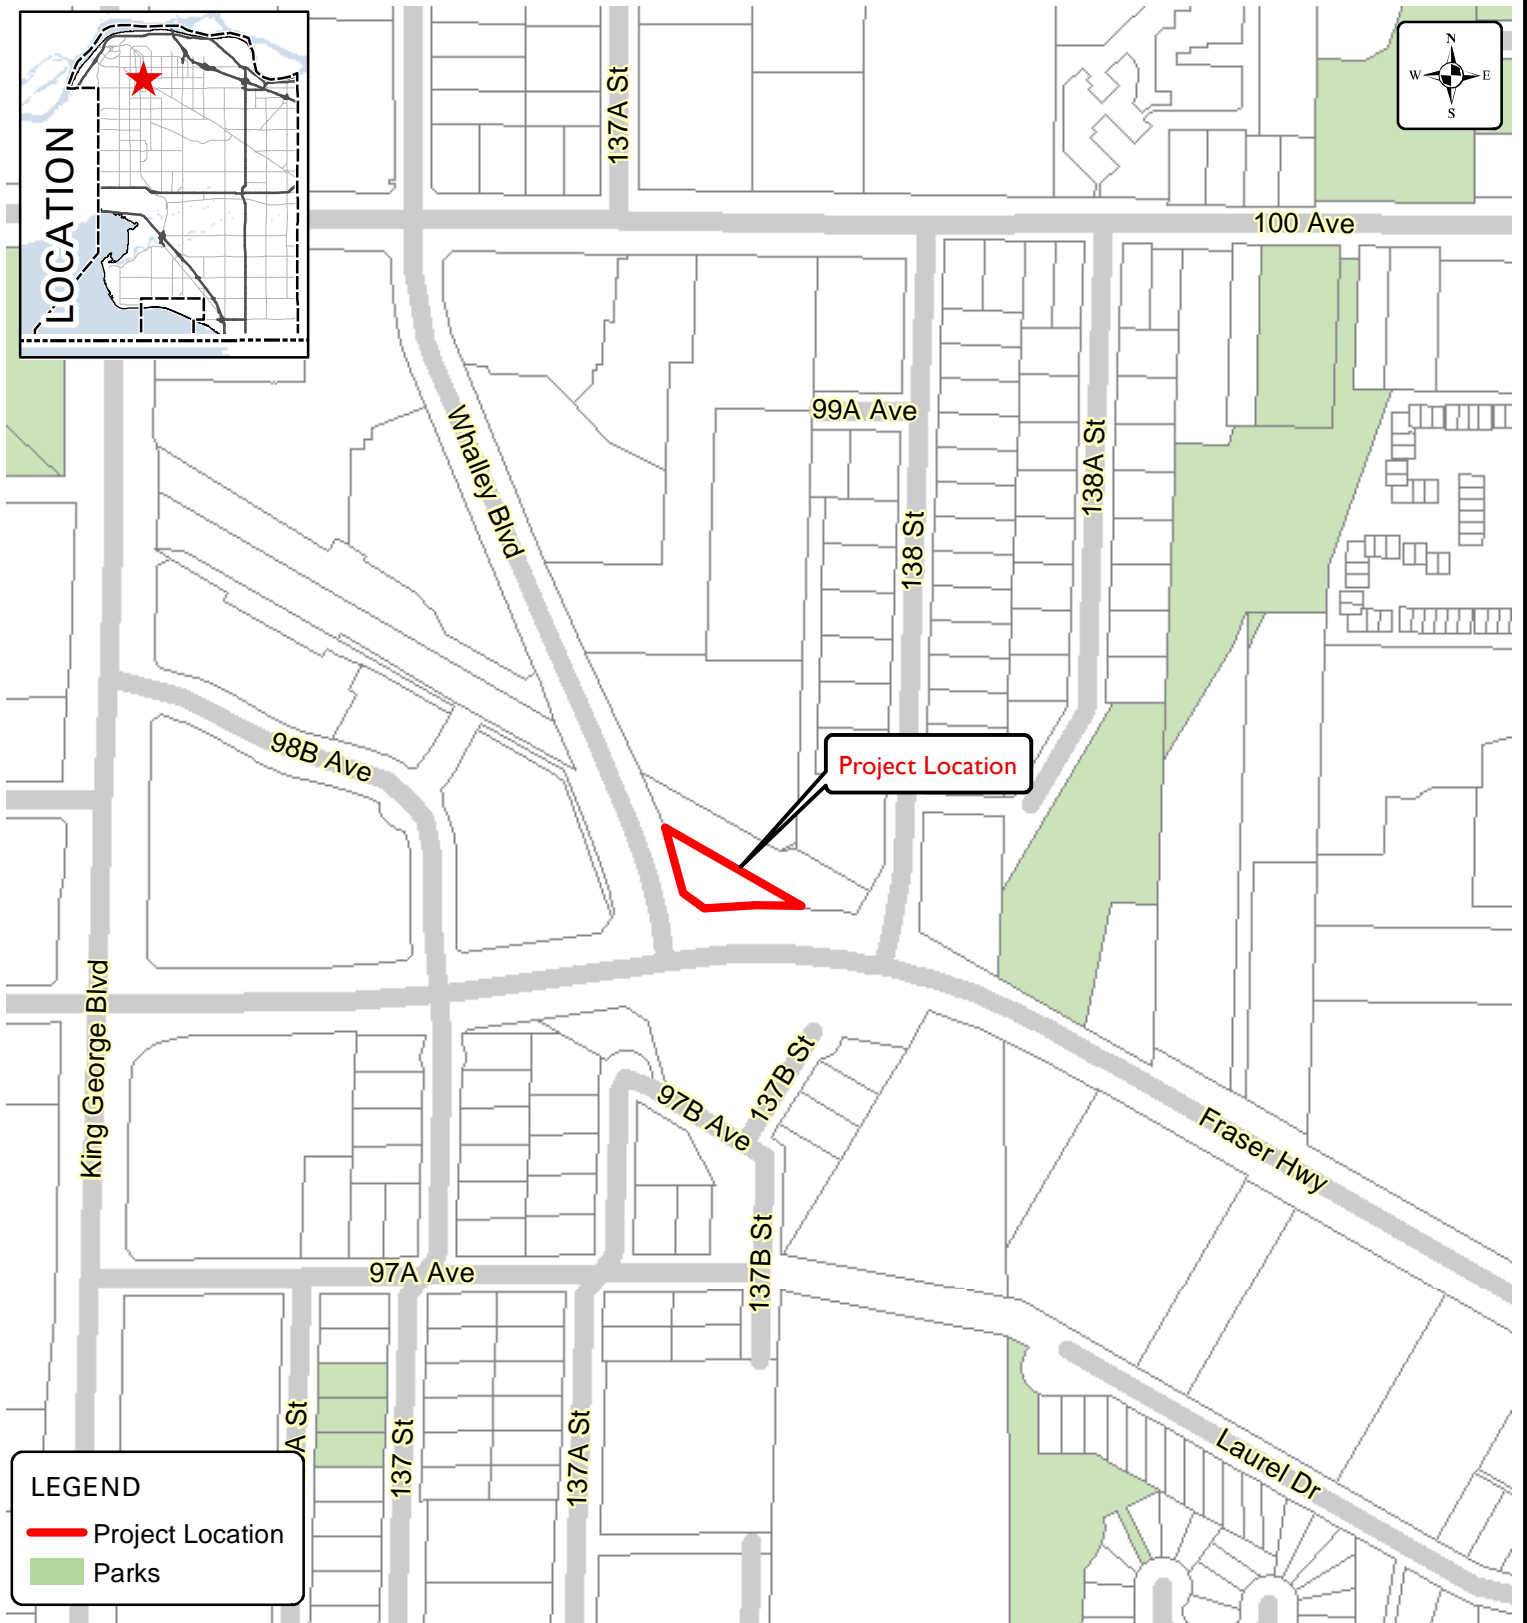 LOCATION
N
W E
S
137A St
100 Ave
Whalley Blvd
99A Ave
138A St
138 St
98B Ave
Project Location
King George Blvd
137B St
97B Ave
Fraser Hwy
137B St
97A Ave
A St
137 St
137A St
Laurel Dr
LEGEND
Project Location
Parks